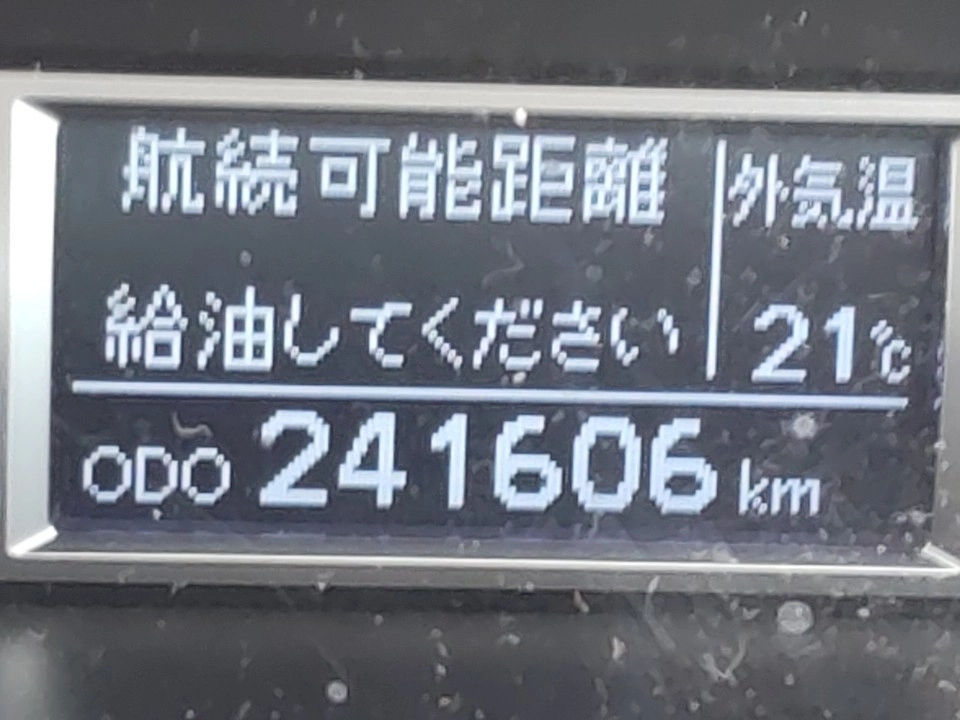 航続可能距離
給油してください
外気温
21℃
ODO 241606 km